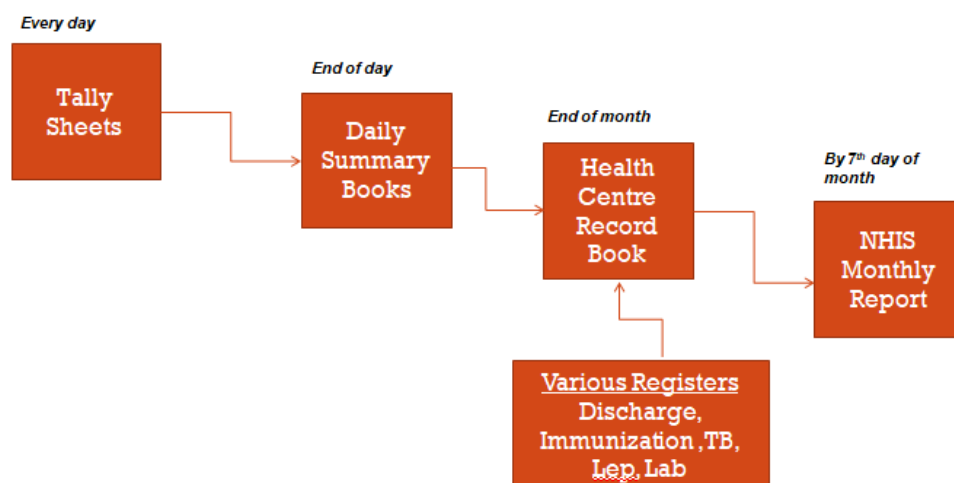 Every day
Tally
Sheets
End of day
Daily
Summary
Books
End of month
Health
Centre
Record
Book
By 7th day of
month
NHIS
Monthly
Report
Various Registers
Discharge,
Immunization ,TB,
Lep, Lab